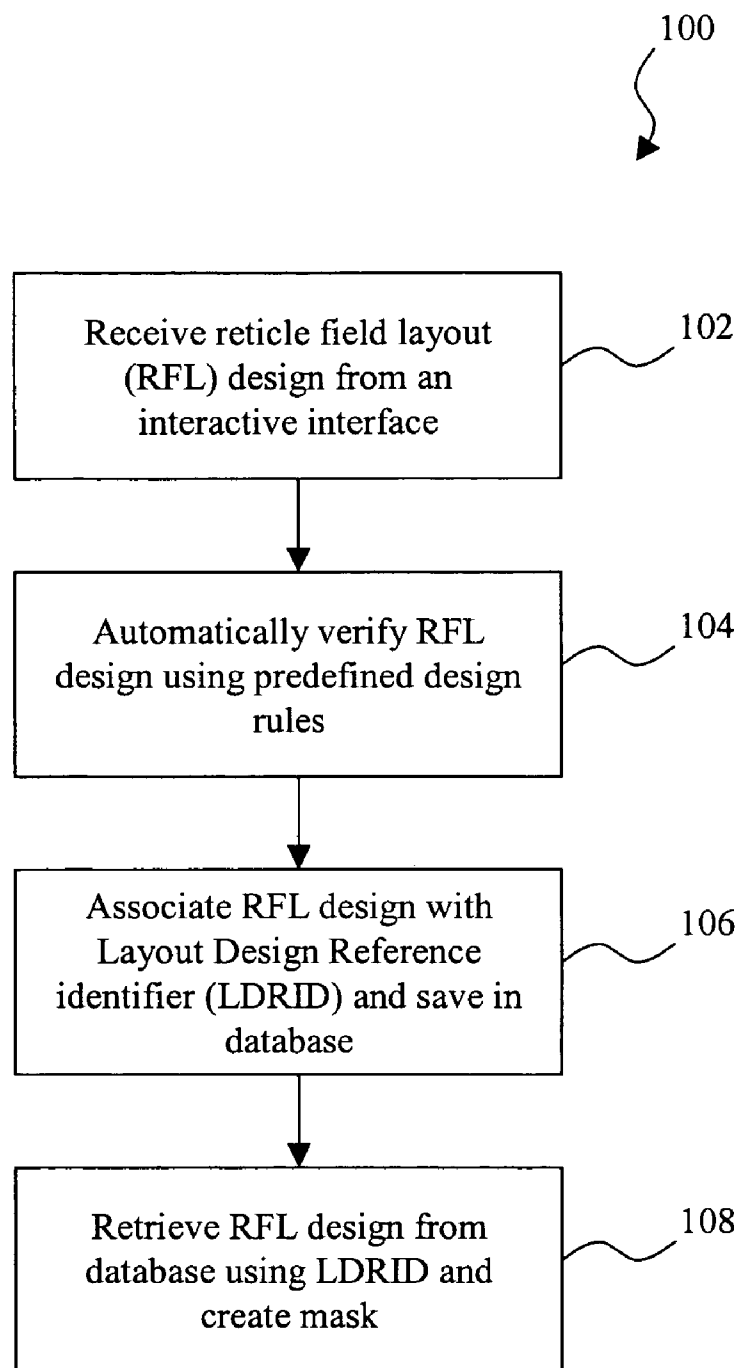 100
Receive reticle field layout
(RFL) design from an
interactive interface
102
Automatically verify RFL
design using predefined design
rules
104
Associate RFL design with
Layout Design Reference
identifier (LDRID) and save in
database
106
Retrieve RFL design from
database using LDRID and
create mask
108